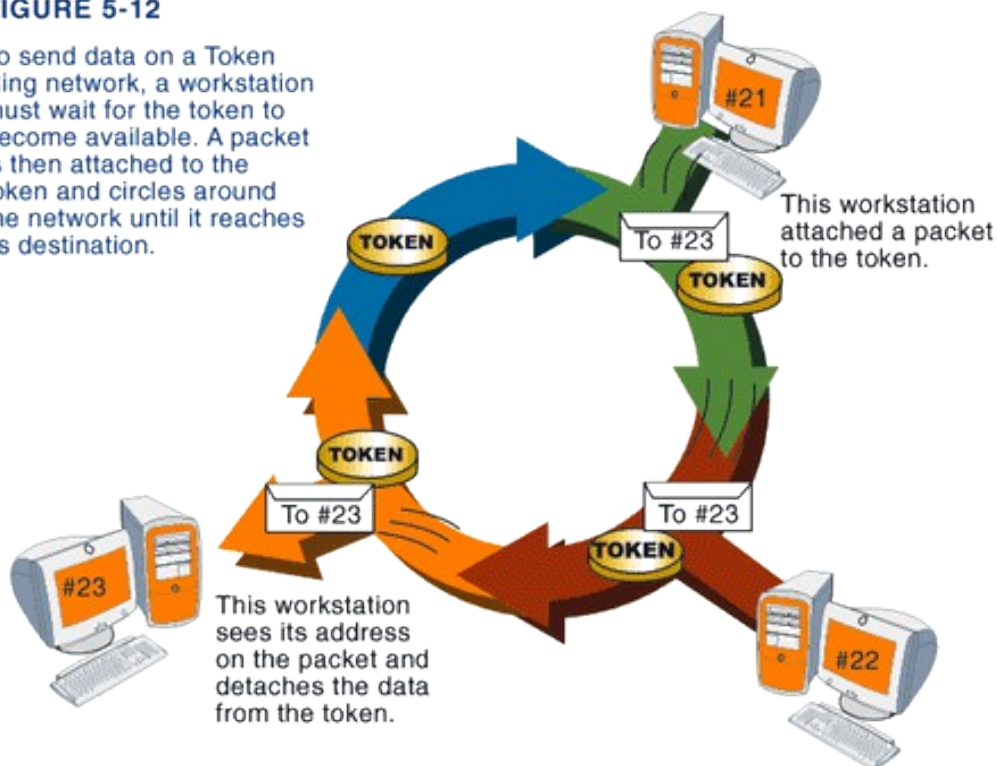 IGURE 5-12
o send data on a Token
ing network, a workstation
ust wait for the token to
ecome available. A packet
s then attached to the
oken and circles around
he network until it reaches
s destination.
#21
This workstation
attached a packet
to the token.
To #23
TOKEN
TOKEN
TOKEN
To #23
To #23
TOKEN
#23
This workstation
sees its address
on the packet and
detaches the data
from the token.
#22